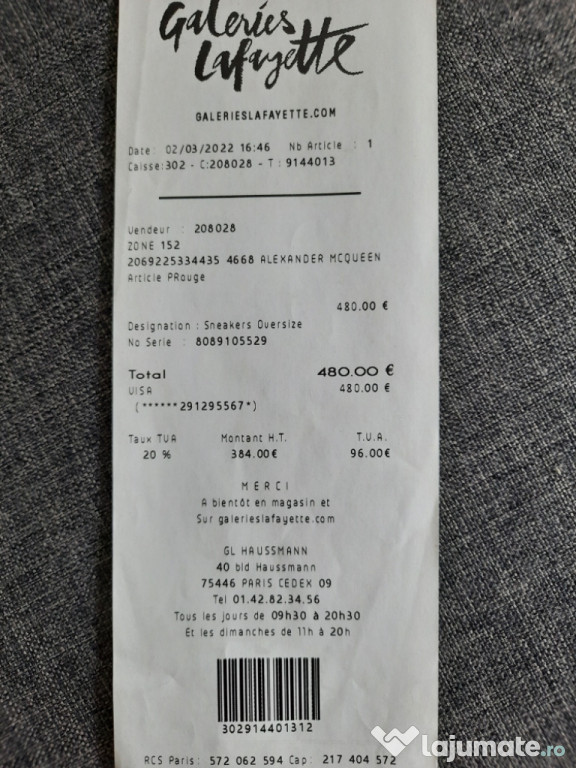 Galeries
Lafayette
GALERIESLAFAYETTE.COM
Date: 02/03/2022 16:46 Nb Article : 1
Caisse:302 - C:208028 - T : 9144013
Vendeur : 208028
ZONE 152
2069225334435 4668 ALEXANDER MCQUEEN
Article PRouge
480.00 €
Designation : Sneakers Oversize
No Serie : 8089105529
Total 480.00 €
VISA 480.00 €
(******291295567*)
Taux TVA Montant H.T. T.V.A.
20 % 384.00€ 96.00€
MERCI
A bientôt en magasin et
Sur galerieslafayette.com
GL HAUSSMANN
40 bld Haussmann
75446 PARIS CEDEX 09
Tel 01.42.82.34.56
Tous les jours de 09h30 à 20h30
Et les dimanches de 11h à 20h
302914401312
RCS Paris: 572 062 594 Cap: 217 404 572
lajumate.ro